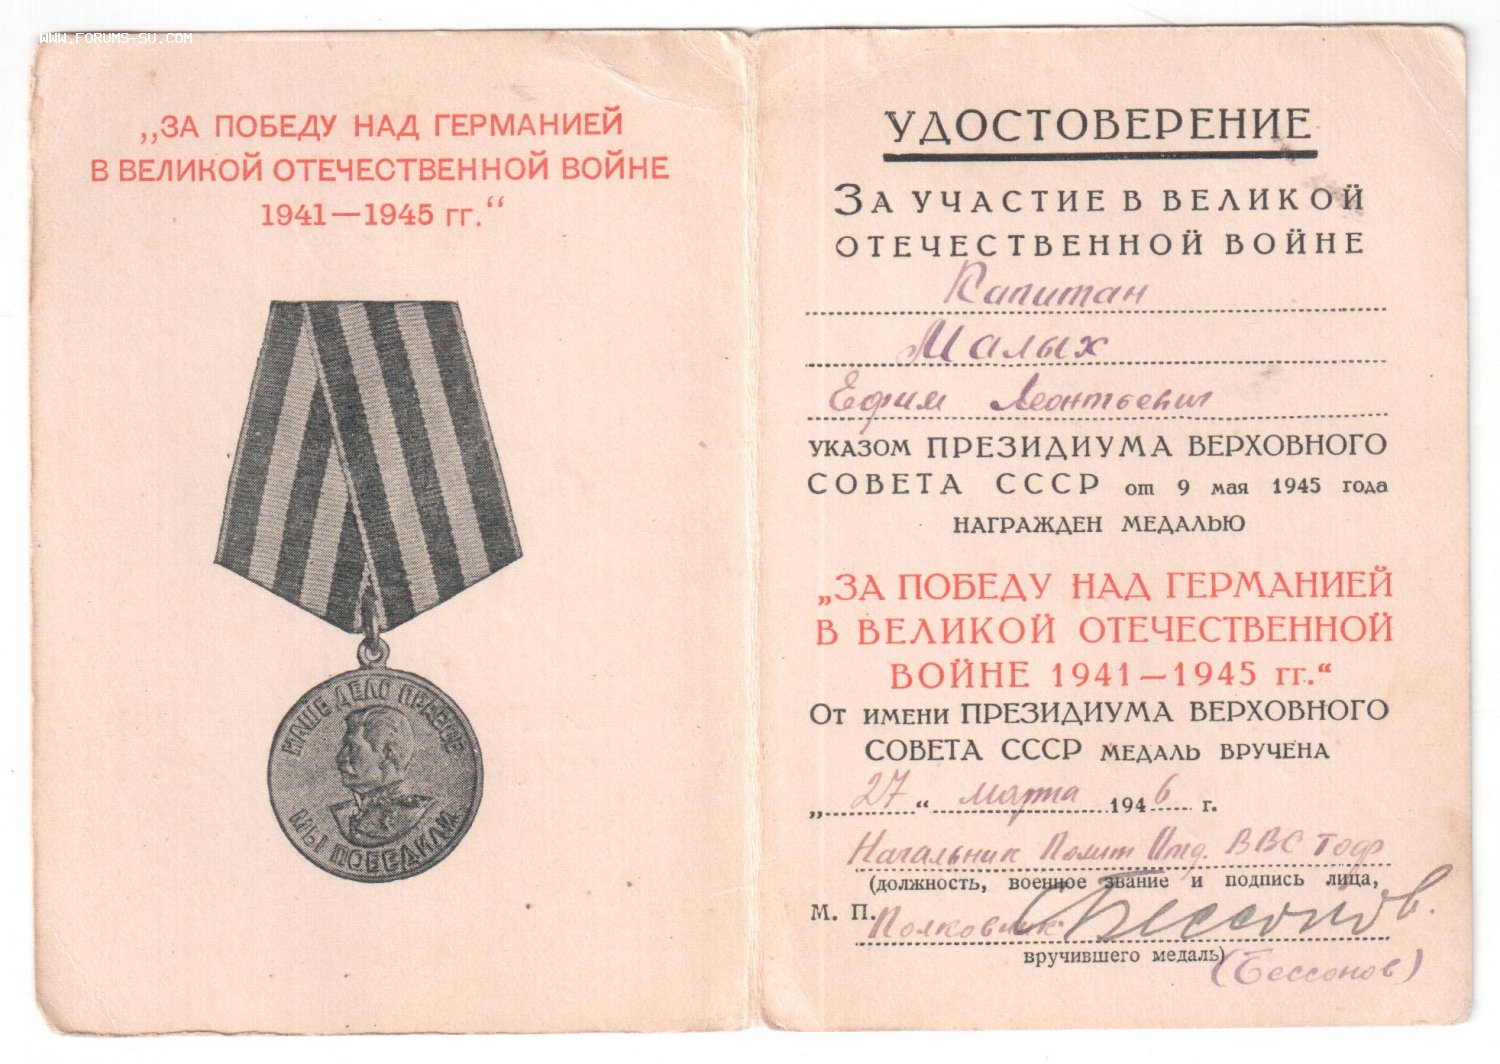 WWW.FORUMS-SU.COM
„ЗА ПОБЕДУ НАД ГЕРМАНИЕЙ
В ВЕЛИКОЙ ОТЕЧЕСТВЕННОЙ ВОЙНЕ
1941—1945 гг.“
НАШЕ ДЕЛО ПРАВОЕ
МЫ ПОБЕДИЛИ
УДОСТОВЕРЕНИЕ
ЗА УЧАСТИЕ В ВЕЛИКОЙ
ОТЕЧЕСТВЕННОЙ ВОЙНЕ
Капитан
Малых
Ефим Леонтьевич
УКАЗОМ ПРЕЗИДИУМА ВЕРХОВНОГО
СОВЕТА СССР от 9 мая 1945 года
НАГРАЖДЕН МЕДАЛЬЮ
„ЗА ПОБЕДУ НАД ГЕРМАНИЕЙ
В ВЕЛИКОЙ ОТЕЧЕСТВЕННОЙ
ВОЙНЕ 1941—1945 гг.“
ОТ ИМЕНИ ПРЕЗИДИУМА ВЕРХОВНОГО
СОВЕТА СССР МЕДАЛЬ ВРУЧЕНА
„27“ марта 1946 г.
Начальник Полит Отд. ВВС Тоф
(должность, военное звание и подпись лица,
М. П. Полковник Бессонов.
вручившего медаль) (Бессонов)